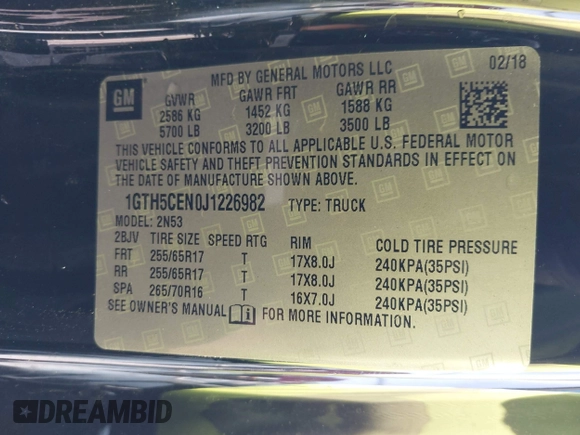 MFD BY GENERAL MOTORS LLC 02/18
GM
GVWR GAWR FRT GAWR RR
2586 KG 1452 KG 1588 KG
5700 LB 3200 LB 3500 LB
THIS VEHICLE CONFORMS TO ALL APPLICABLE U.S. FEDERAL MOTOR
VEHICLE SAFETY AND THEFT PREVENTION STANDARDS IN EFFECT ON
THE DATE OF MANUFACTURE SHOWN ABOVE.
1GTH5CEN0J1226982 TYPE: TRUCK
MODEL: 2N53
2BJV TIRE SIZE SPEED RTG RIM COLD TIRE PRESSURE
FRT 255/65R17 T 17X8.0J 240KPA(35PSI)
RR 255/65R17 T 17X8.0J 240KPA(35PSI)
SPA 265/70R16 T 16X7.0J 240KPA(35PSI)
SEE OWNER'S MANUAL i FOR MORE INFORMATION.
DREAMBID